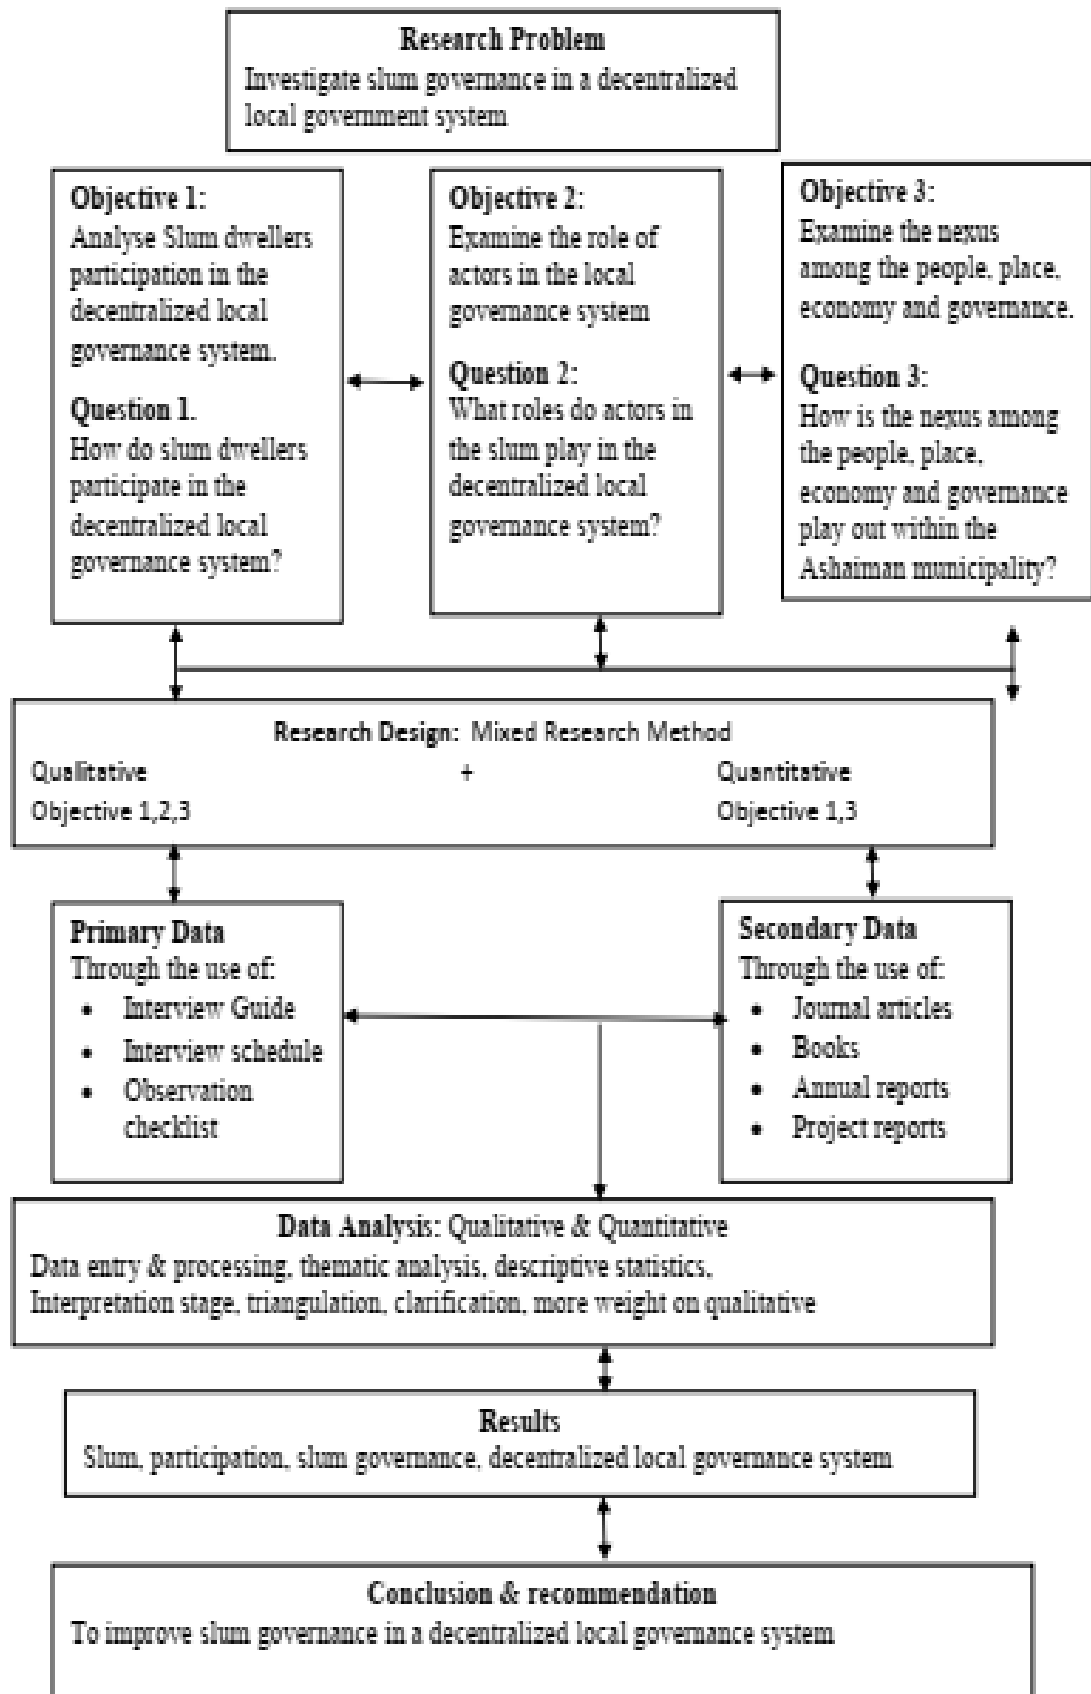 Research Problem
Investigate slum governance in a decentralized
local government system
Objective 1:
Analyse Slum dwellers
participation in the
decentralized local
governance system.
Question 1.
How do slum dwellers
participate in the
decentralized local
governance system?
Objective 2:
Examine the role of
actors in the local
governance system
Question 2:
What roles do actors in
the slum play in the
decentralized local
governance system?
Objective 3:
Examine the nexus
among the people, place,
economy and governance.
Question 3:
How is the nexus among
the people, place,
economy and governance
play out within the
Ashaiman municipality?
Research Design: Mixed Research Method
Qualitative + Quantitative
Objective 1,2,3 Objective 1,3
Primary Data
Through the use of:
• Interview Guide
• Interview schedule
• Observation
checklist
Secondary Data
Through the use of:
• Journal articles
• Books
• Annual reports
• Project reports
Data Analysis: Qualitative & Quantitative
Data entry & processing, thematic analysis, descriptive statistics,
Interpretation stage, triangulation, clarification, more weight on qualitative
Results
Slum, participation, slum governance, decentralized local governance system
Conclusion & recommendation
To improve slum governance in a decentralized local governance system